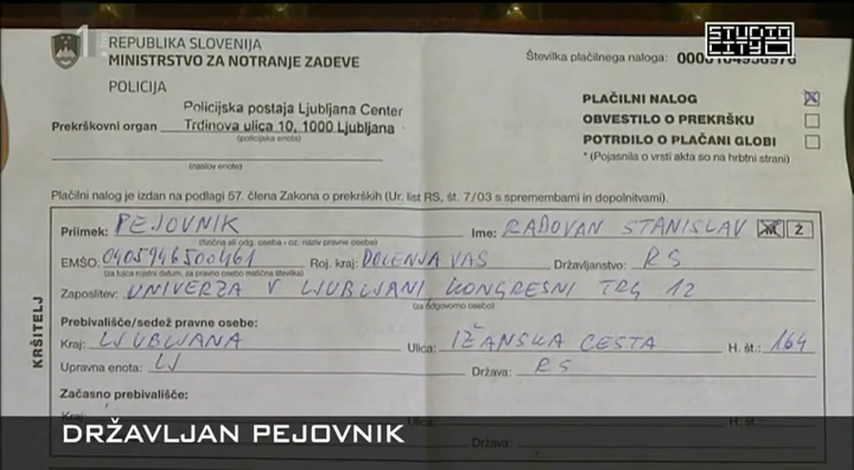 1
STUDIO
CITY
REPUBLIKA SLOVENIJA
MINISTRSTVO ZA NOTRANJE ZADEVE
POLICIJA
Številka plačilnega naloga:
Prekrškovni organ Policijska postaja Ljubljana Center
Trdinova ulica 10, 1000 Ljubljana
(policijska enota)
(naslov enote)
PLAČILNI NALOG
OBVESTILO O PREKRŠKU
POTRDILO O PLAČANI GLOBI
* (Pojasnila o vrsti akta so na hrbtni strani)
Plačilni nalog je izdan na podlagi 57. člena Zakona o prekrških (Ur. list RS, št. 7/03 s spremembami in dopolnitvami).
KRŠITELJ
Priimek: PEJOVNIK Ime: RADOVAN STANISLAV M Ž
(fizična ali odg. oseba - oz. naziv pravne osebe)
EMŠO: 0405946500461 Roj. kraj: DOLENJA VAS Državljanstvo: RS
(za tujca rojstni datum, za pravno osebo matična številka)
Zaposlitev: UNIVERZA V LJUBLJANI KONGRESNI TRG 12
(za odgovorno osebo)
Prebivališče/sedež pravne osebe:
Kraj: LJUBLJANA Ulica: IŽANSKA CESTA H. št.: 164
Upravna enota: LJ Država: RS
Začasno prebivališče:
Kraj: Ulica: H. št.:
Država:
DRŽAVLJAN PEJOVNIK